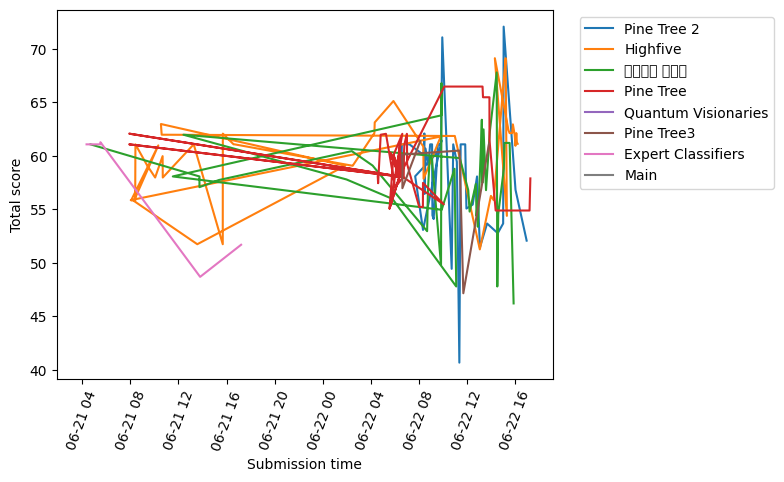 Total score
70
65
60
55
50
45
40
06-21 04
06-21 08
06-21 12
06-21 16
06-21 20
06-22 00
06-22 04
06-22 08
06-22 12
06-22 16
Submission time
Pine Tree 2
Highfive
Pine Tree
Quantum Visionaries
Pine Tree3
Expert Classifiers
Main